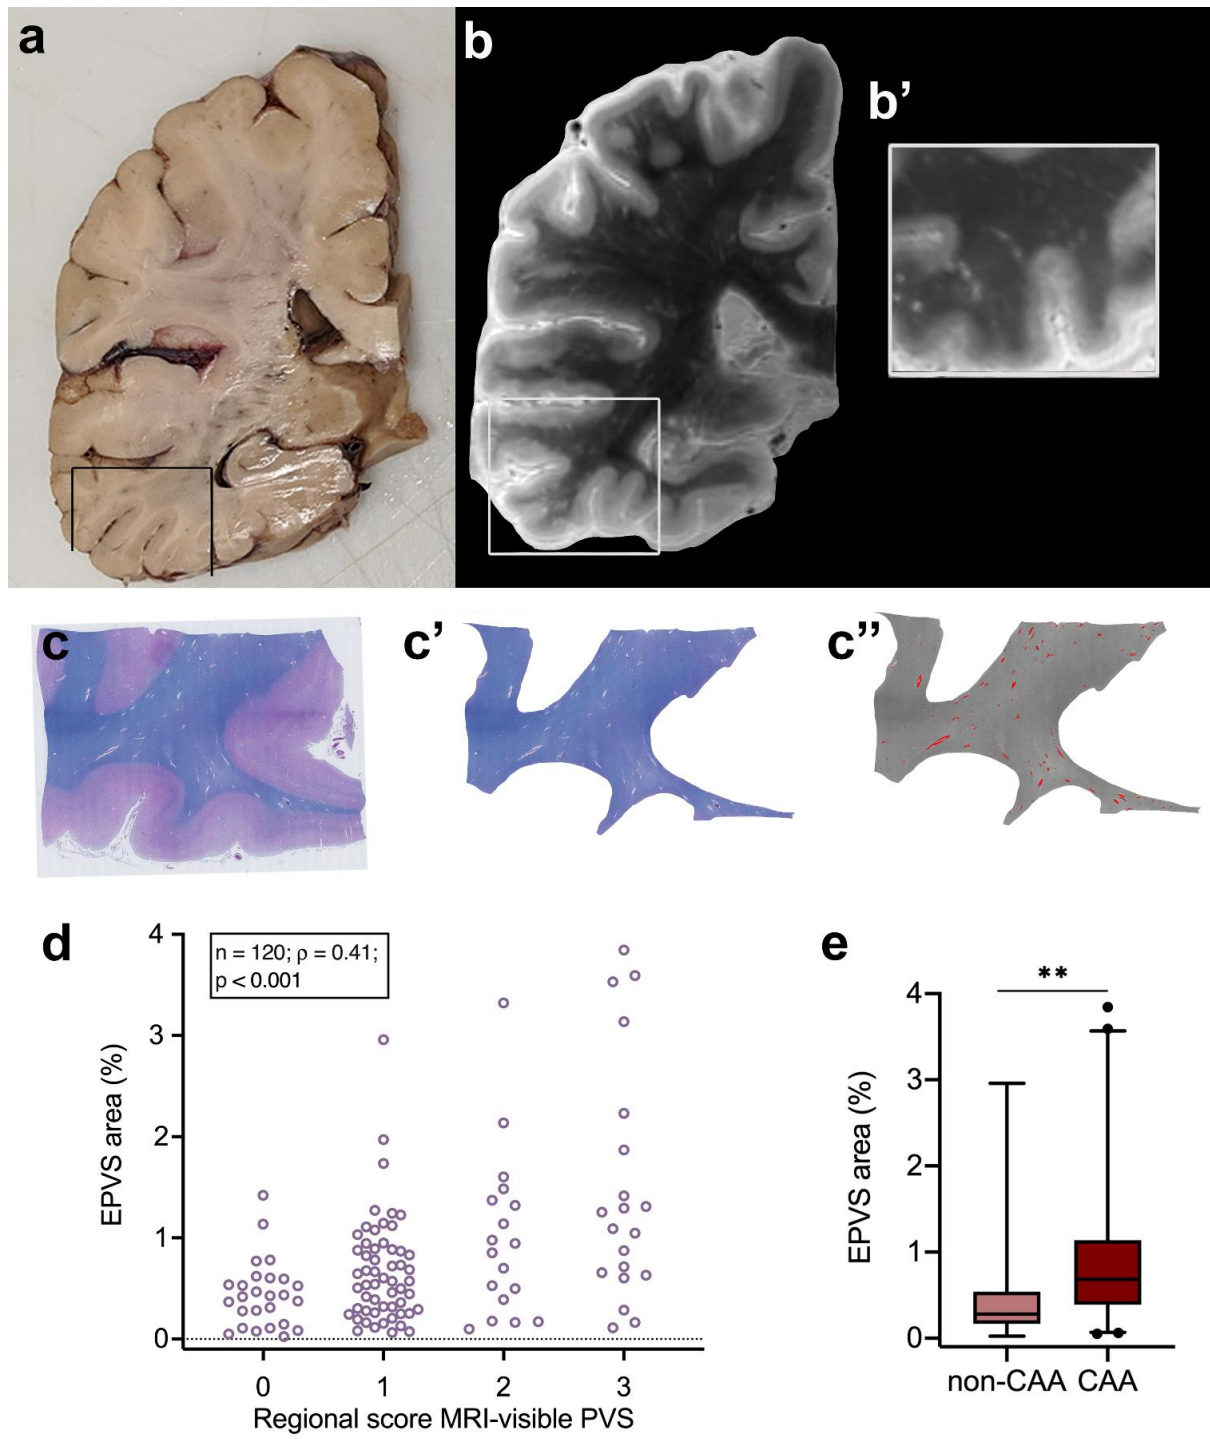 a
b
b’
c
c’
c’’
d
n = 120; ρ = 0.41;
p < 0.001
4
3
2
1
0
EPVS area (%)
0
1
2
3
Regional score MRI-visible PVS
e
**
4
3
2
1
0
EPVS area (%)
non-CAA CAA